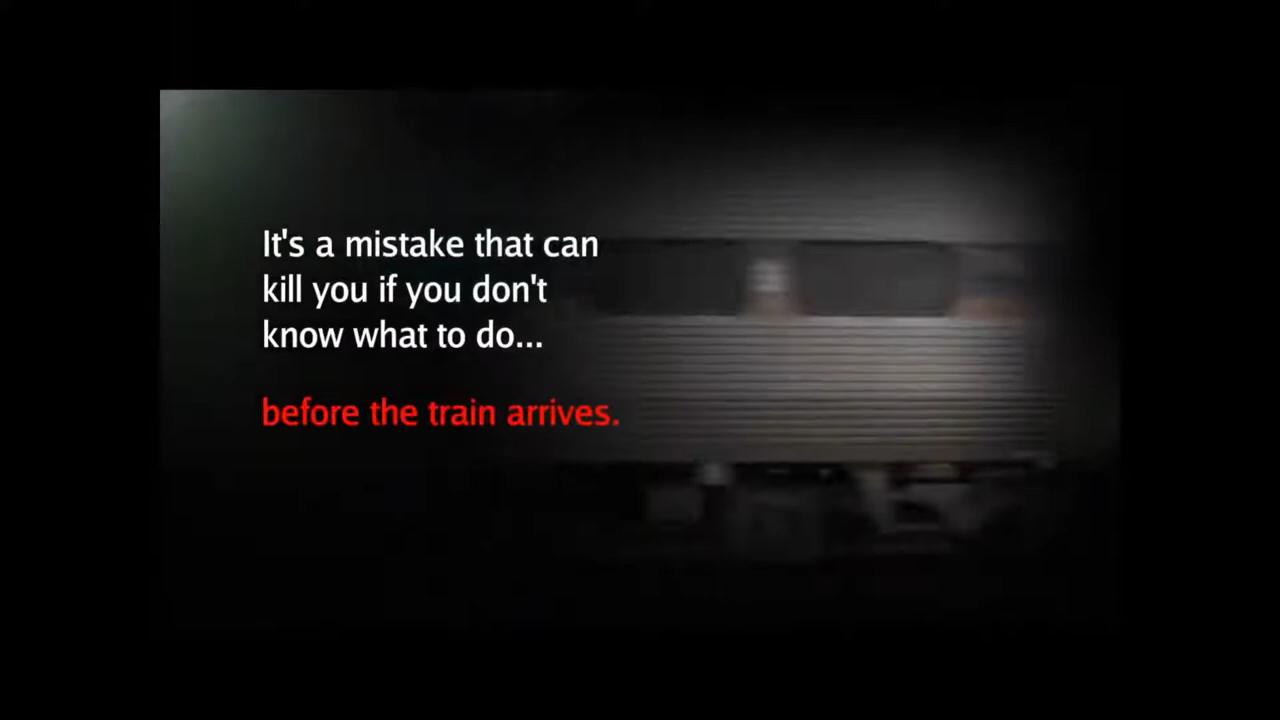 It's a mistake that can
kill you if you don't
know what to do...
before the train arrives.